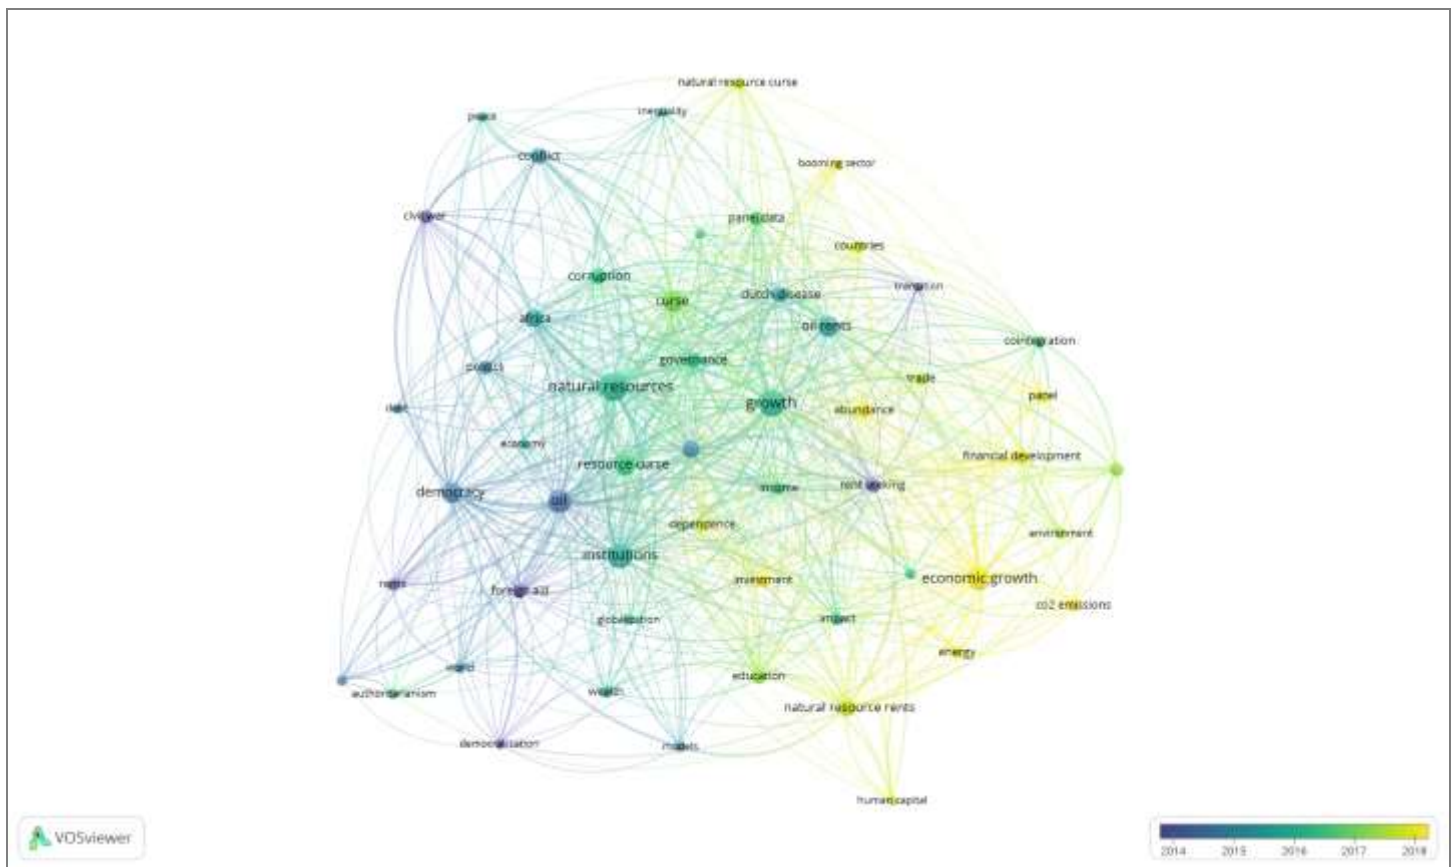 natural resource curse
inequality
peace
conflict
booming sector
civil war
panel data
countries
corruption
transition
dutch disease
curse
africa
oil rents
cointegration
governance
politics
trade
natural resources
panel
growth
abundance
debt
economy
financial development
resource curse
rent seeking
income
democracy
oil
dependence
environment
institutions
economic growth
investment
foreign aid
co2 emissions
globalization
impact
energy
world
education
authoritarianism
wealth
natural resource rents
democratization
models
human capital
VOSviewer
2014 2015 2016 2017 2018